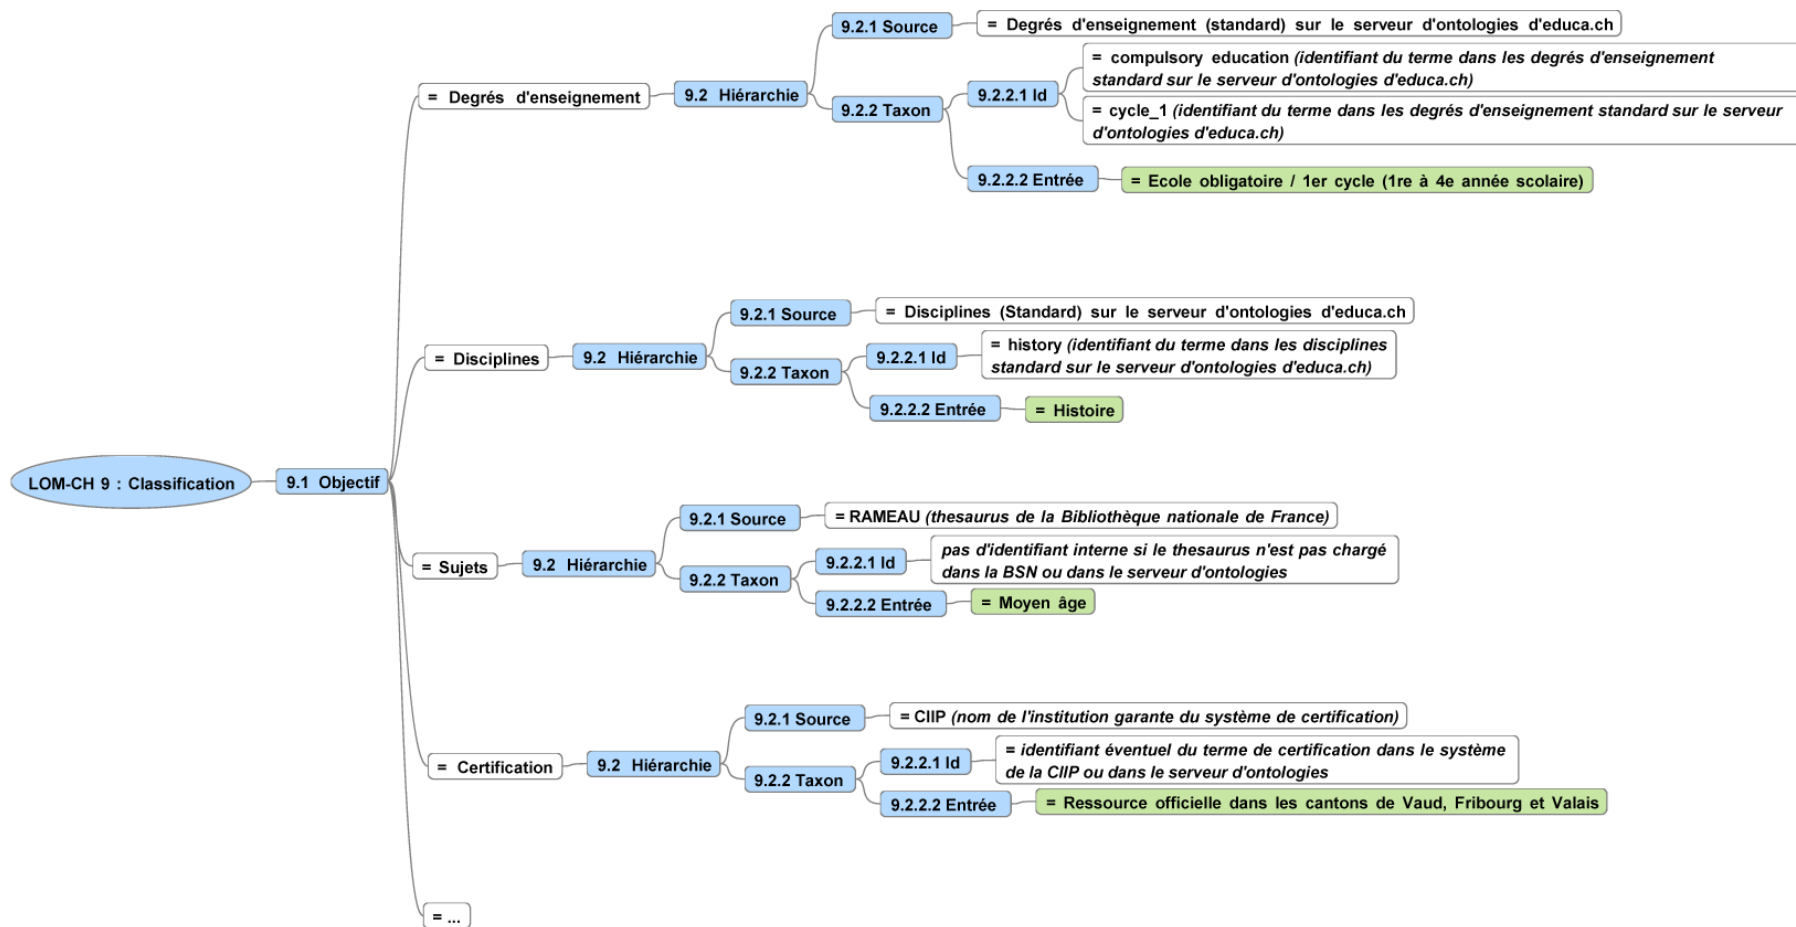 9.2.1 Source
= Degrés d'enseignement (standard) sur le serveur d'ontologies d'educa.ch
= Degrés d'enseignement
9.2 Hiérarchie
9.2.2 Taxon
9.2.2.1 Id
= compulsory education (identifiant du terme dans les degrés d'enseignement
standard sur le serveur d'ontologies d'educa.ch)
= cycle_1 (identifiant du terme dans les degrés d'enseignement standard sur le serveur
d'ontologies d'educa.ch)
9.2.2.2 Entrée
= Ecole obligatoire / 1er cycle (1re à 4e année scolaire)
9.2.1 Source
= Disciplines (Standard) sur le serveur d'ontologies d'educa.ch
= Disciplines
9.2 Hiérarchie
9.2.2 Taxon
9.2.2.1 Id
= history (identifiant du terme dans les disciplines
standard sur le serveur d'ontologies d'educa.ch)
9.2.2.2 Entrée
= Histoire
LOM-CH 9 : Classification
9.1 Objectif
9.2.1 Source
= RAMEAU (thesaurus de la Bibliothèque nationale de France)
= Sujets
9.2 Hiérarchie
9.2.2 Taxon
9.2.2.1 Id
pas d'identifiant interne si le thesaurus n'est pas chargé
dans la BSN ou dans le serveur d'ontologies
9.2.2.2 Entrée
= Moyen âge
9.2.1 Source
= CIIP (nom de l'institution garante du système de certification)
= Certification
9.2 Hiérarchie
9.2.2 Taxon
9.2.2.1 Id
= identifiant éventuel du terme de certification dans le système
de la CIIP ou dans le serveur d'ontologies
9.2.2.2 Entrée
= Ressource officielle dans les cantons de Vaud, Fribourg et Valais
= ...